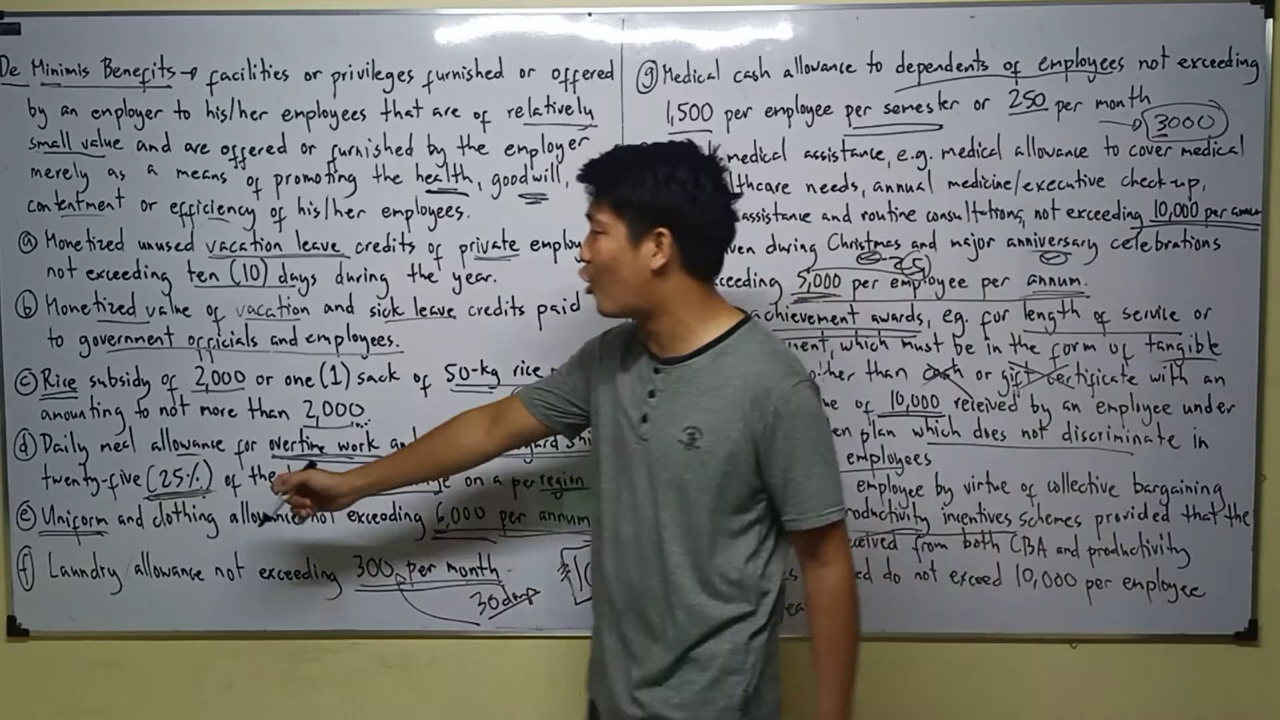 De Minimis Benefits → facilities or privileges furnished or offered
by an employer to his/her employees that are of relatively
small value and are offered or furnished by the employer
merely as a means of promoting the health, goodwill,
contentment or efficiency of his/her employees.
(a) Monetized unused vacation leave credits of private
not exceeding ten (10) days during the year.
(b) Monetized value of vacation and sick leave credits paid
to government officials and employees.
(c) Rice subsidy of 2,000 or one (1) sack of 50-kg rice
amounting to not more than 2,000.
(d) Daily meal allowance for overtime work
twenty-five (25%) of the on a per region
(e) Uniform and clothing allowance not exceeding 6,000 per annum
(f) Laundry allowance not exceeding 300 per month
30 days
(g) Medical cash allowance to dependents of employees not exceeding
1,500 per employee per semester or 250 per month
→ 3000
medical assistance, e.g. medical allowance to cover medical
needs, annual medicine/executive check-up,
assistance and routine consultations, not exceeding 10,000 per annum
during Christmas and major anniversary celebrations
5,000 per employee per annum.
achievement awards, eg. for length of service or
which must be in the form of tangible
other than cash or gift certificate with an
of 10,000 received by an employee under
plan which does not discriminate in
employees
employee by virtue of collective bargaining
incentives schemes provided that the
from both CBA and productivity
do not exceed 10,000 per employee